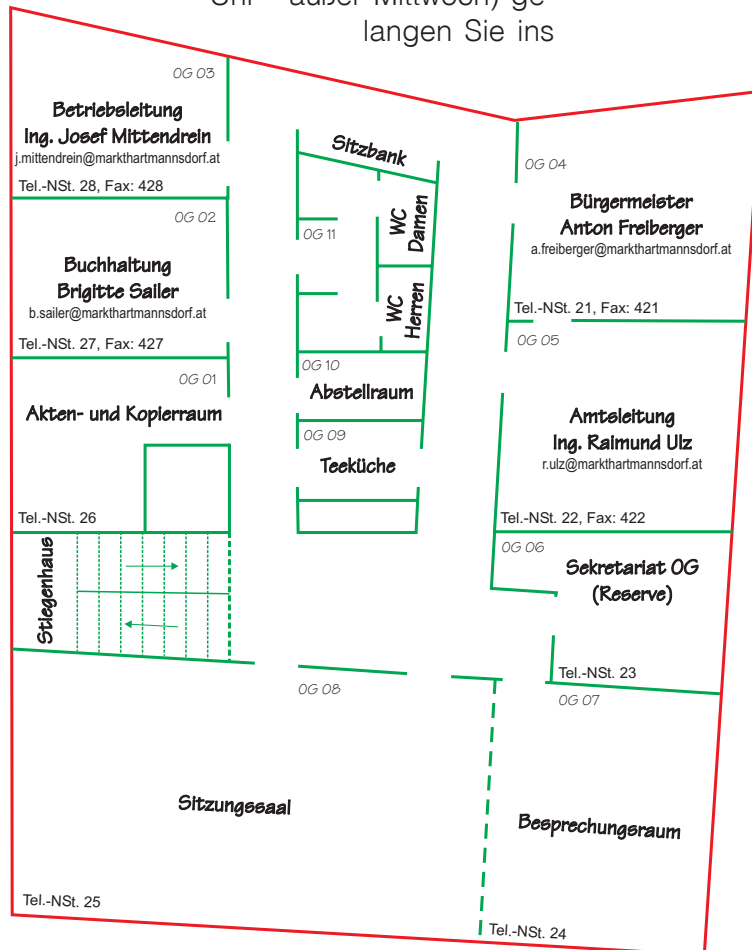 Uhr - außer Mittwoch) ge-
langen Sie ins
OG 03
Betriebsleitung
Ing. Josef Mittendrein
j.mittendrein@markthartmannsdorf.at
Tel.-NSt. 28, Fax: 428
OG 02
Buchhaltung
Brigitte Sailer
b.sailer@markthartmannsdorf.at
Tel.-NSt. 27, Fax: 427
OG 01
Akten- und Kopierraum
Tel.-NSt. 26
Stiegenhaus
Sitzbank
OG 11
WC
Damen
WC
Herren
OG 10
Abstellraum
OG 09
Teeküche
OG 04
Bürgermeister
Anton Freiberger
a.freiberger@markthartmannsdorf.at
Tel.-NSt. 21, Fax: 421
OG 05
Amtsleitung
Ing. Raimund Ulz
r.ulz@markthartmannsdorf.at
Tel.-NSt. 22, Fax: 422
OG 06
Sekretariat OG
(Reserve)
Tel.-NSt. 23
OG 07
OG 08
Sitzungssaal
Besprechungsraum
Tel.-NSt. 25
Tel.-NSt. 24